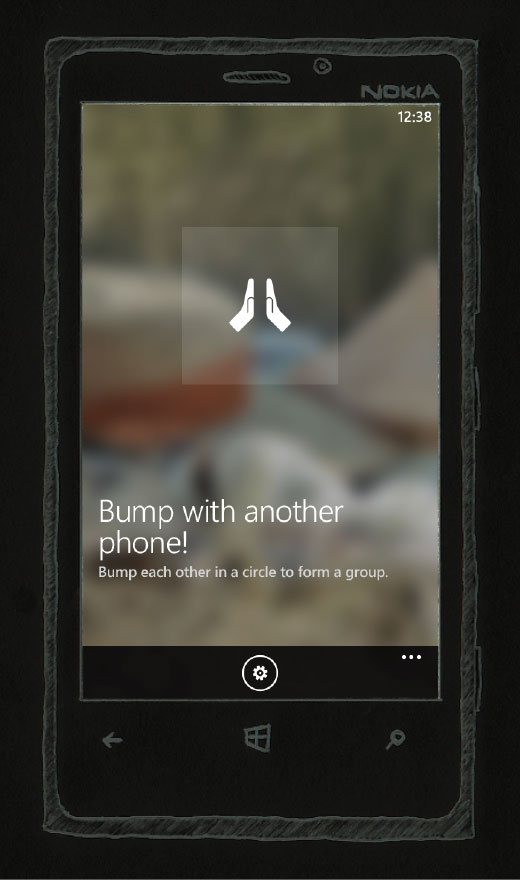 NOKIA
12:38
Bump with another
phone!
Bump each other in a circle to form a group.